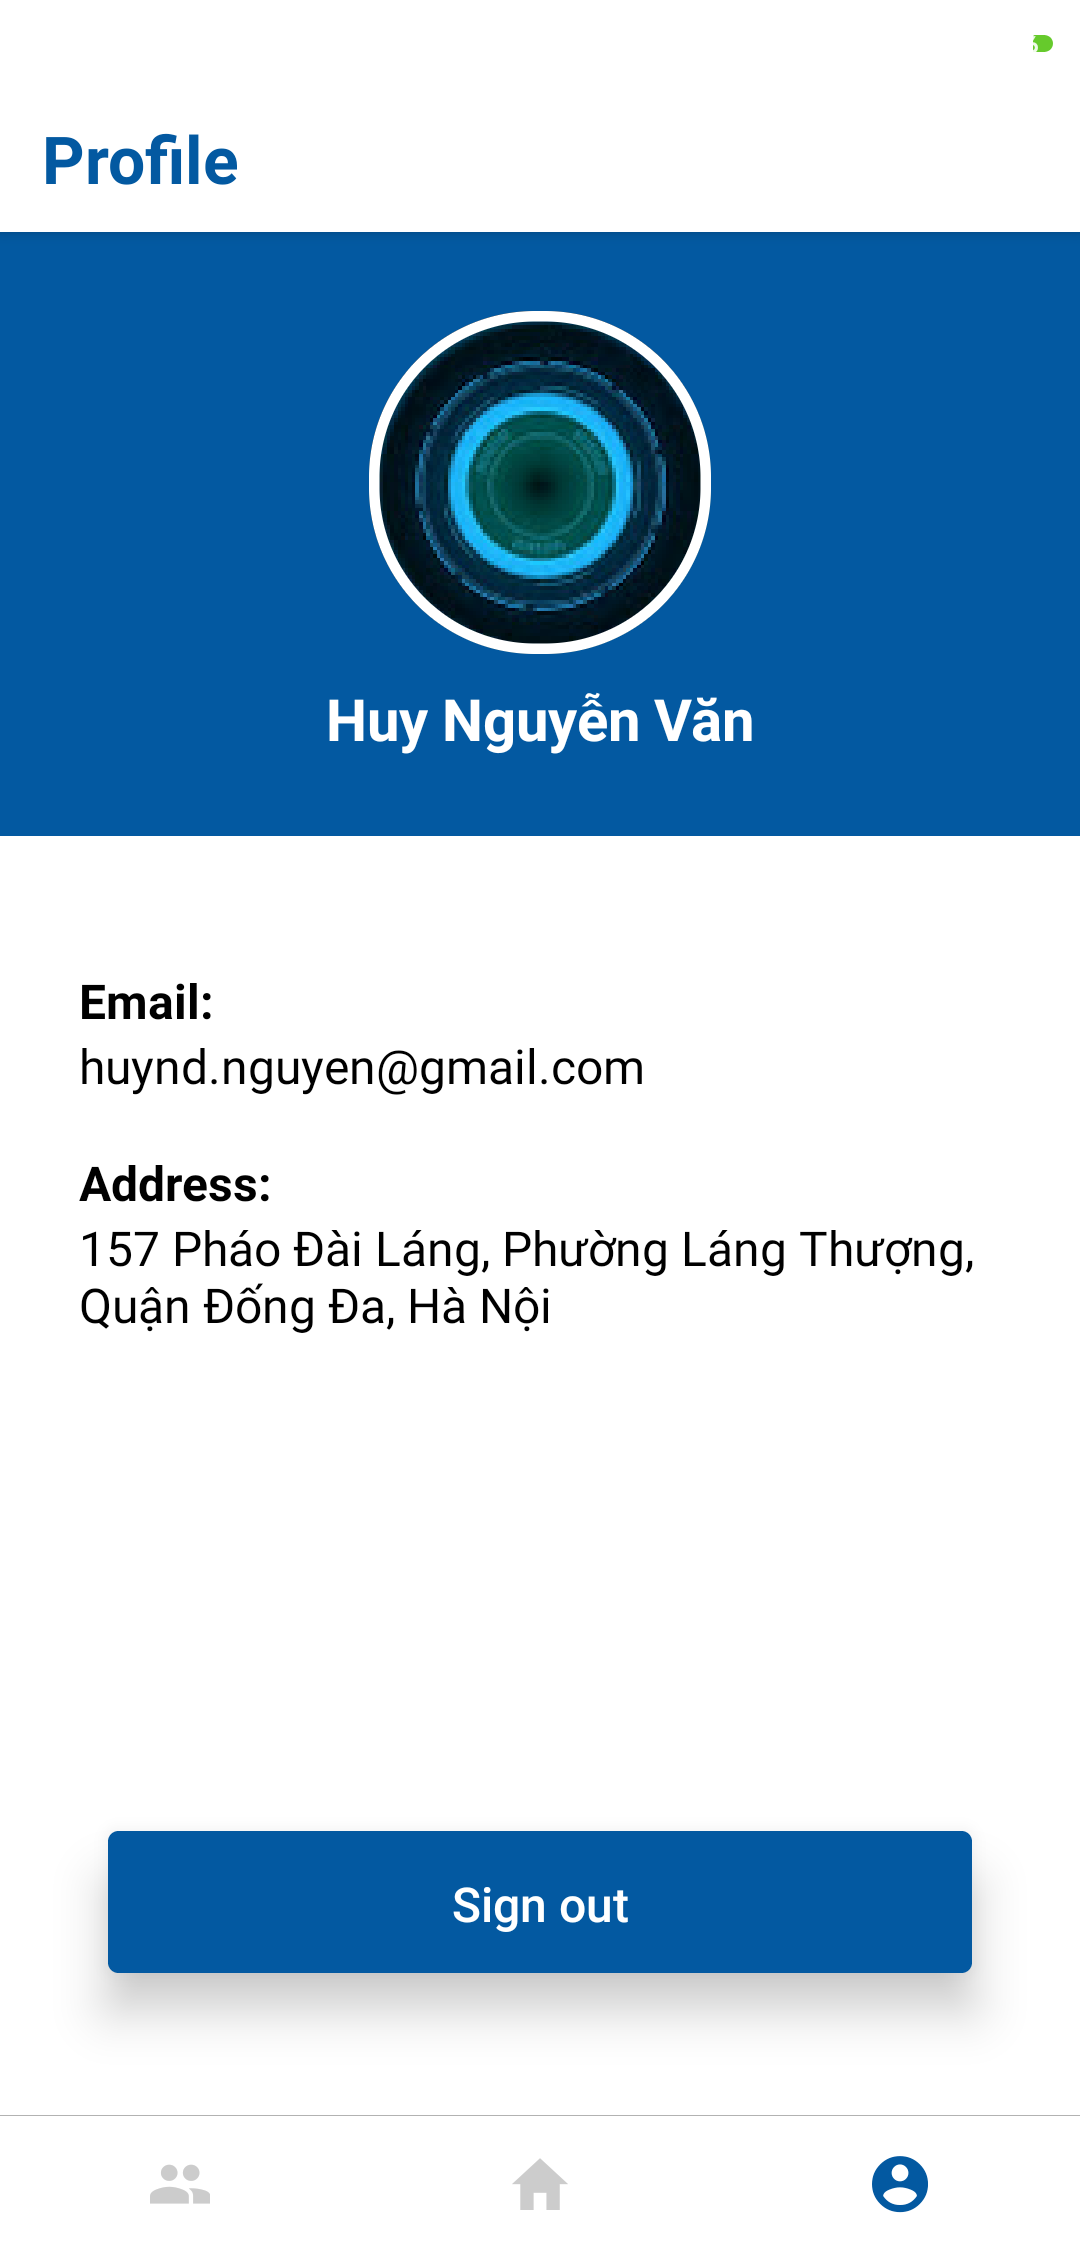 Profile
Huy Nguyễn Văn
Email:
huynd.nguyen@gmail.com
Address:
157 Pháo Đài Láng, Phường Láng Thượng,
Quận Đống Đa, Hà Nội
Sign out